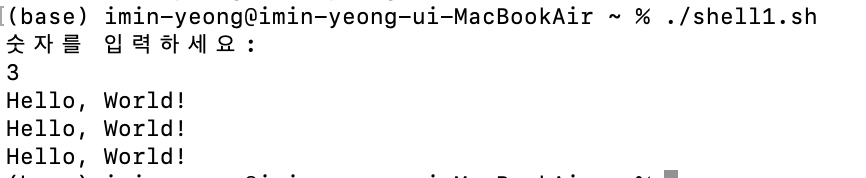 (base) imin-yeong@imin-yeong-ui-MacBookAir ~ % ./shell1.sh
숫자를 입력하세요:
3
Hello, World!
Hello, World!
Hello, World!